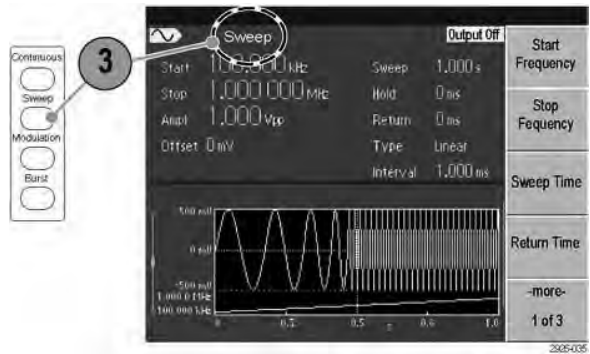 Continuous
Sweep
Modulation
Burst
3
Sweep
Output Off
Start 100.000 kHz
Stop 1.000 000 MHz
Ampl 1.000 Vpp
Offset 0 mV
Sweep 1.000 s
Hold 0 ms
Return 0 ms
Type Linear
Interval 1.000 ms
500 mV
0 mV
-500 mV
1.000 0 MHz
100.000 kHz
0
0.5
s
1.0
Start
Frequency
Stop
Fequency
Sweep Time
Return Time
-more-
1 of 3
2926-035